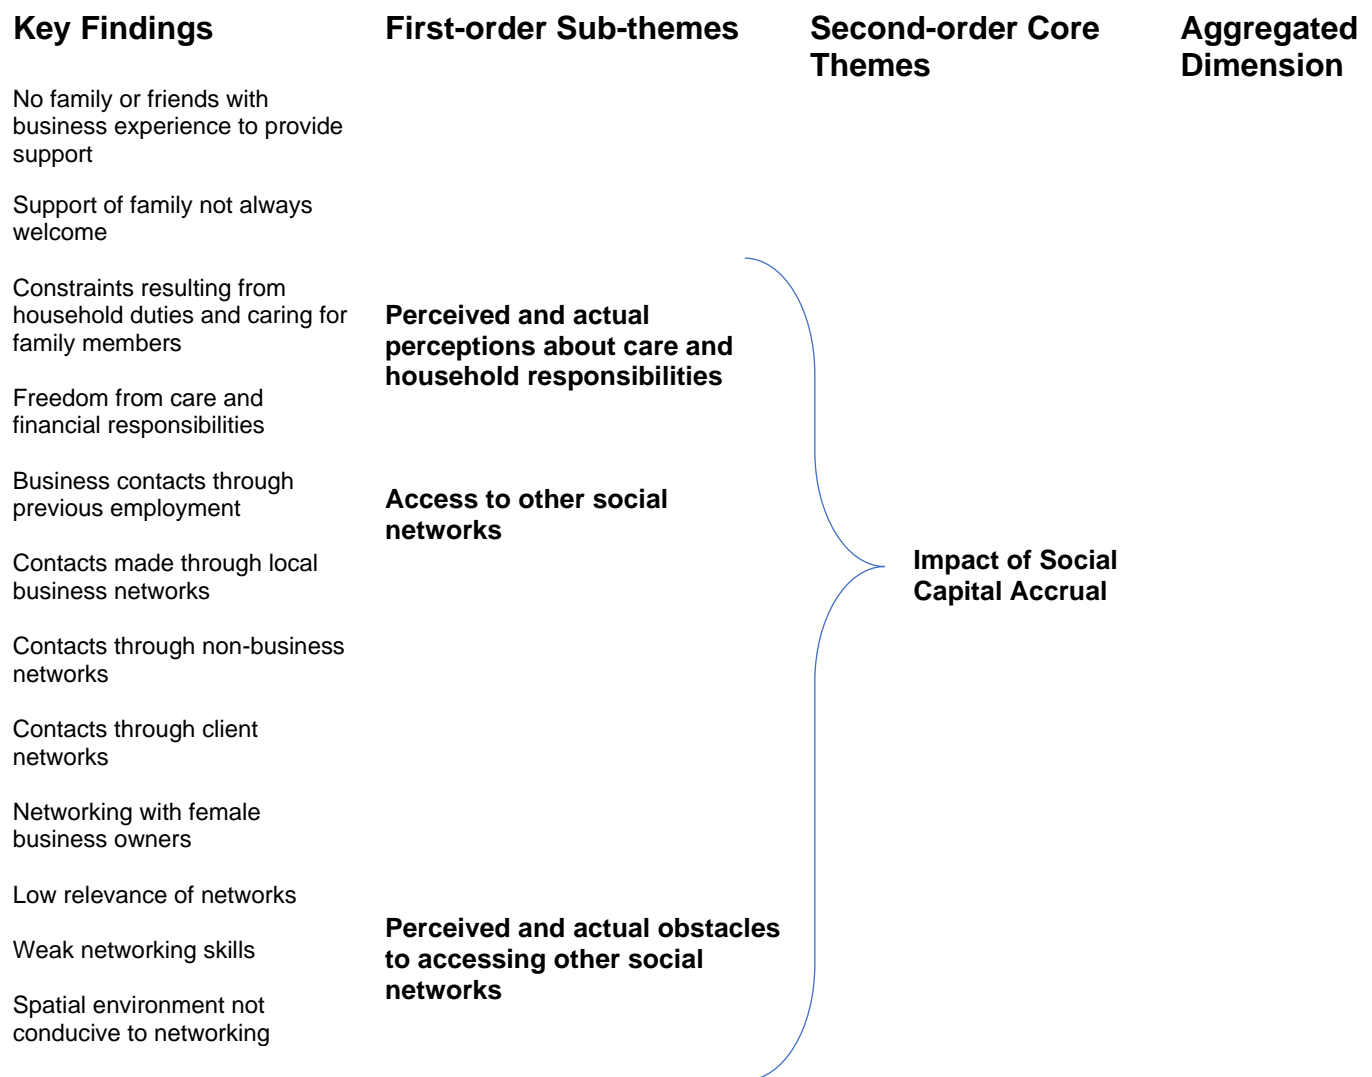 Key Findings
First-order Sub-themes
Second-order Core
Themes
Aggregated
Dimension
No family or friends with
business experience to provide
support
Support of family not always
welcome
Constraints resulting from
household duties and caring for
family members
Freedom from care and
financial responsibilities
Business contacts through
previous employment
Contacts made through local
business networks
Contacts through non-business
networks
Contacts through client
networks
Networking with female
business owners
Low relevance of networks
Weak networking skills
Spatial environment not
conducive to networking
Perceived and actual
perceptions about care and
household responsibilities
Access to other social
networks
Perceived and actual obstacles
to accessing other social
networks
Impact of Social
Capital Accrual